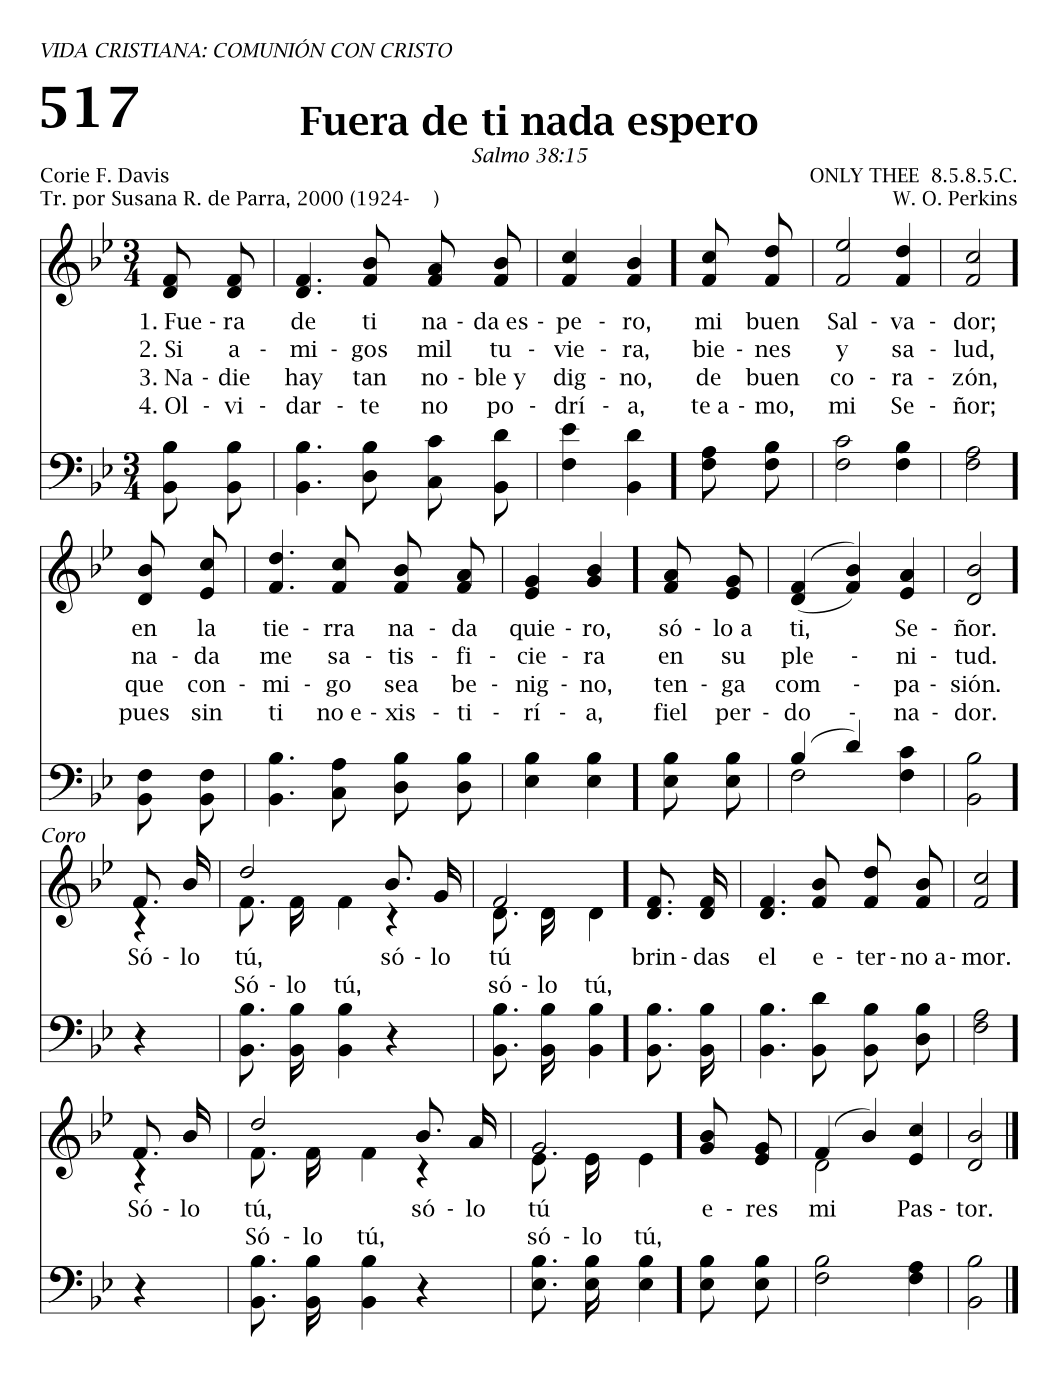 VIDA CRISTIANA: COMUNIÓN CON CRISTO
517
Fuera de ti nada espero
Salmo 38:15
Corie F. Davis
ONLY THEE 8.5.8.5.C.
Tr. por Susana R. de Parra, 2000 (1924- )
W. O. Perkins
3 4
1. Fue - ra de ti na - da es - pe - ro, mi buen Sal - va - dor;
2. Si a - mi - gos mil tu - vie - ra, bie - nes y sa - lud,
3. Na - die hay tan no - ble y dig - no, de buen co - ra - zón,
4. Ol - vi - dar - te no po - drí - a, te a - mo, mi Se - ñor;
3 4
en la tie - rra na - da quie - ro, só - lo a ti, Se - ñor.
na - da me sa - tis - fi - cie - ra en su ple - ni - tud.
que con - mi - go sea be - nig - no, ten - ga com - pa - sión.
pues sin ti no e - xis - ti - rí - a, fiel per - do - na - dor.
Coro
Só - lo tú, só - lo tú brin - das el e - ter - no a - mor.
Só - lo tú, só - lo tú,
Só - lo tú, só - lo tú e - res mi Pas - tor.
Só - lo tú, só - lo tú,